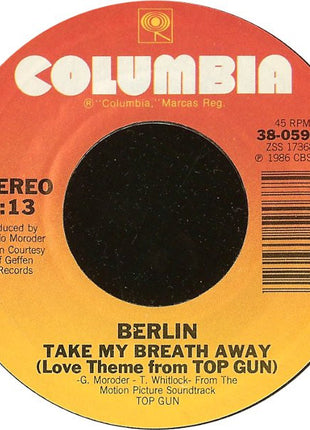 COLUMBIA
® "Columbia," Marcas Reg.
45 RPM
38-059
ZSS 1736
℗ 1986 CBS
EREO
:13
duced by
io Moroder
n Courtesy
f Geffen
Records
BERLIN
TAKE MY BREATH AWAY
(Love Theme from TOP GUN)
-G. Moroder - T. Whitlock- From The
Motion Picture Soundtrack
TOP GUN